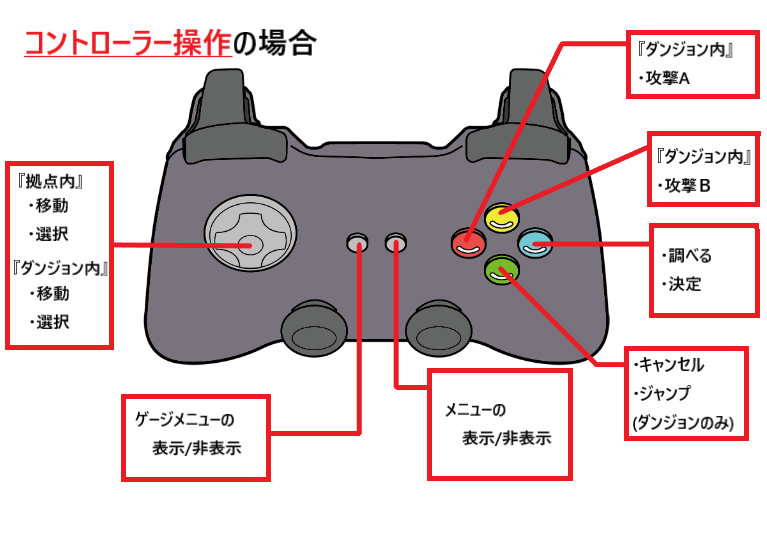 コントローラー操作の場合
『ダンジョン内』
・攻撃A
『ダンジョン内』
・攻撃B
『拠点内』
・移動
・選択
『ダンジョン内』
・移動
・選択
・調べる
・決定
・キャンセル
・ジャンプ
(ダンジョンのみ)
ゲージメニューの
表示/非表示
メニューの
表示/非表示